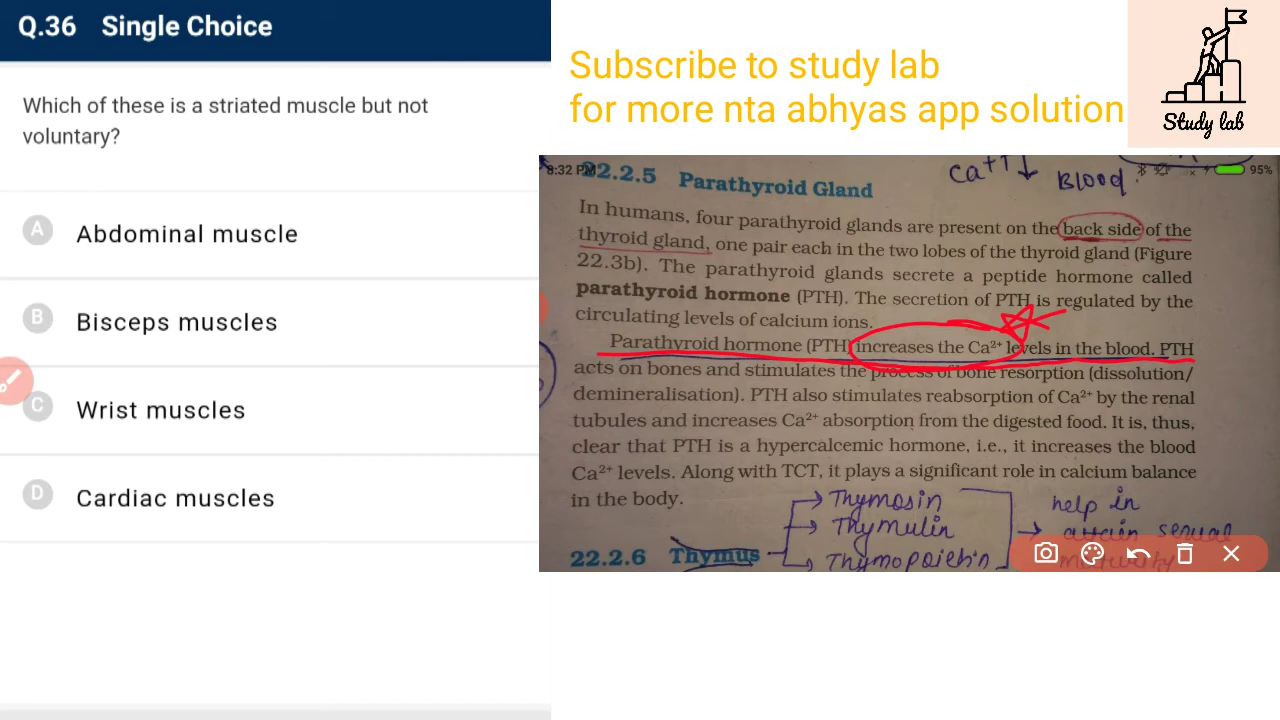 Q.36 Single Choice
Which of these is a striated muscle but not
voluntary?
A Abdominal muscle
B Bisceps muscles
C Wrist muscles
D Cardiac muscles
Subscribe to study lab
for more nta abhyas app solution
Study lab
8:32 PM
95%
Ca++ ↓ Blood
22.2.5 Parathyroid Gland
In humans, four parathyroid glands are present on the back side of the
thyroid gland, one pair each in the two lobes of the thyroid gland (Figure
22.3b). The parathyroid glands secrete a peptide hormone called
parathyroid hormone (PTH). The secretion of PTH is regulated by the
circulating levels of calcium ions.
Parathyroid hormone (PTH) increases the Ca²⁺ levels in the blood. PTH
acts on bones and stimulates the process of bone resorption (dissolution/
demineralisation). PTH also stimulates reabsorption of Ca²⁺ by the renal
tubules and increases Ca²⁺ absorption from the digested food. It is, thus,
clear that PTH is a hypercalcemic hormone, i.e., it increases the blood
Ca²⁺ levels. Along with TCT, it plays a significant role in calcium balance
in the body.
22.2.6 Thymus
→ Thymosin
→ Thymulin
→ Thymopoietin
help in
→ attain sexual
maturity